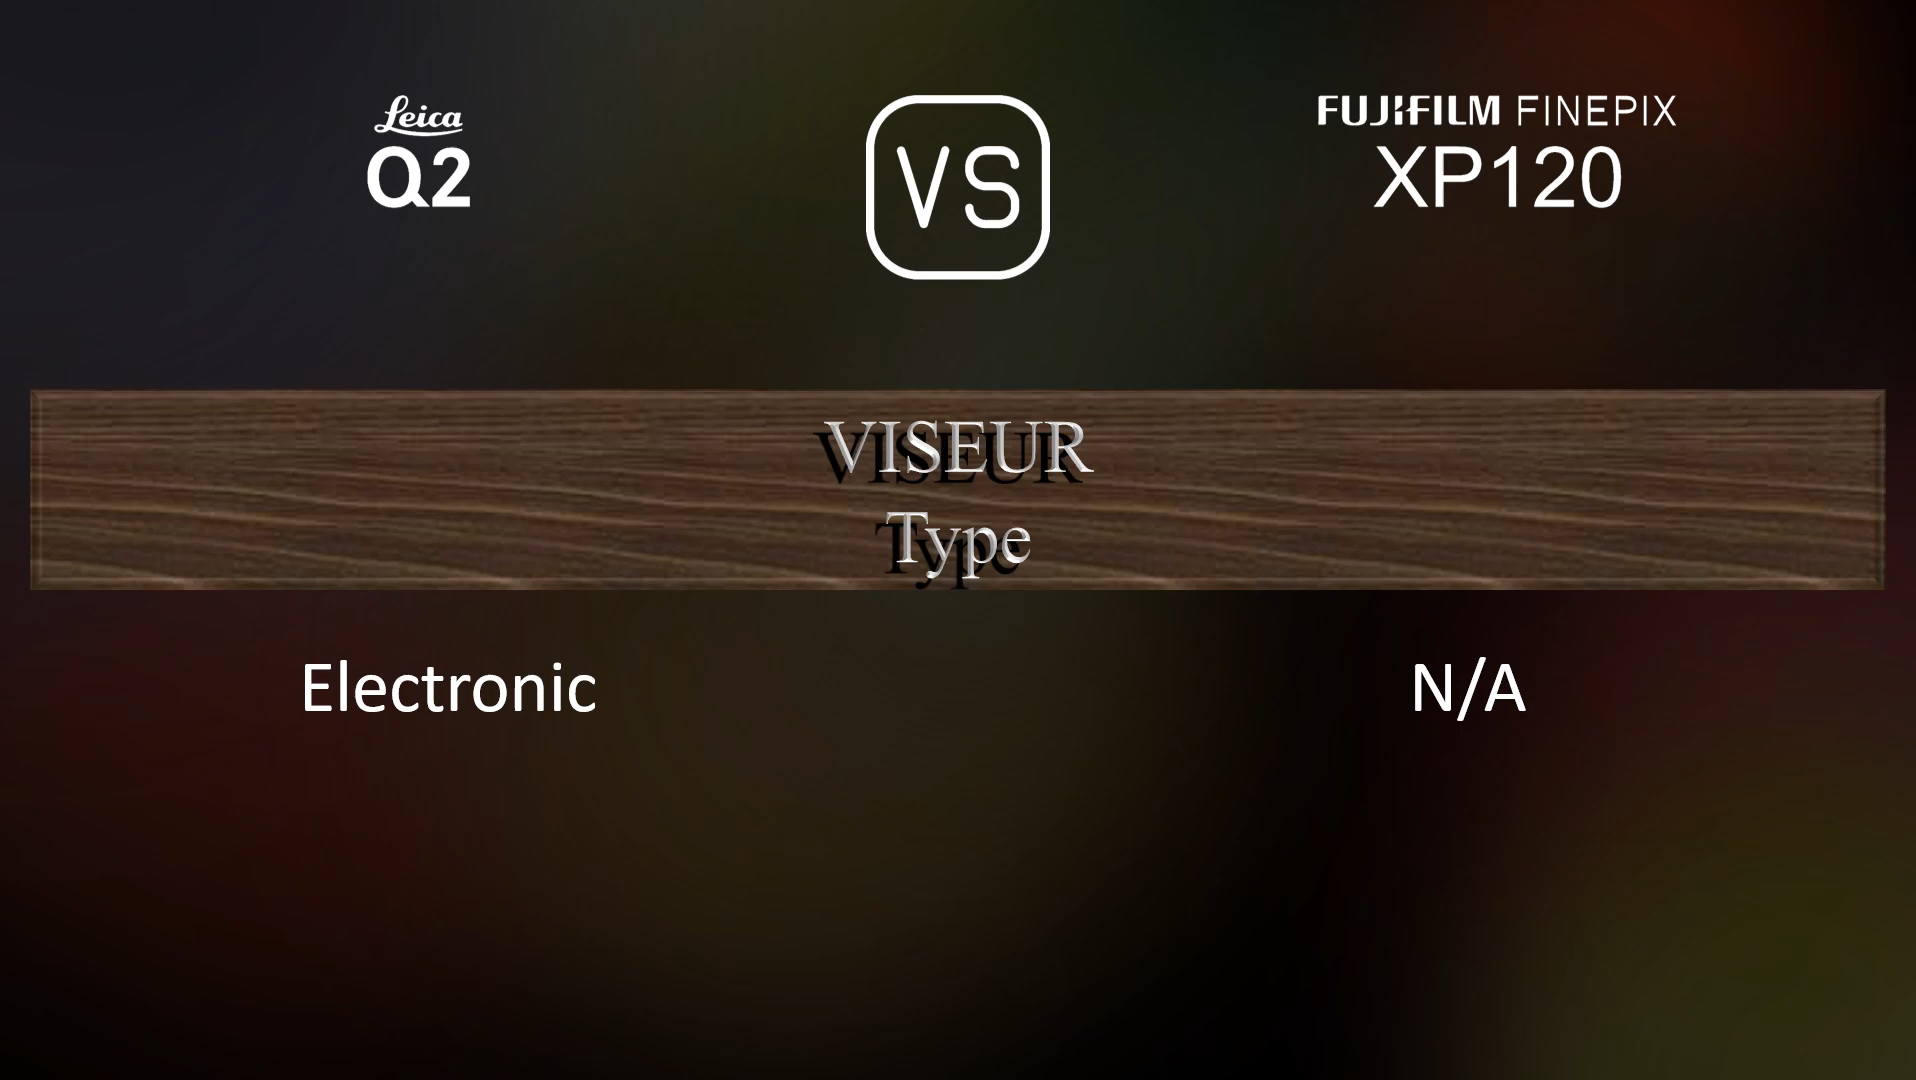 Leica
Q2
VS
FUJIFILM FINEPIX
XP120
VISEUR
Type
Electronic
N/A